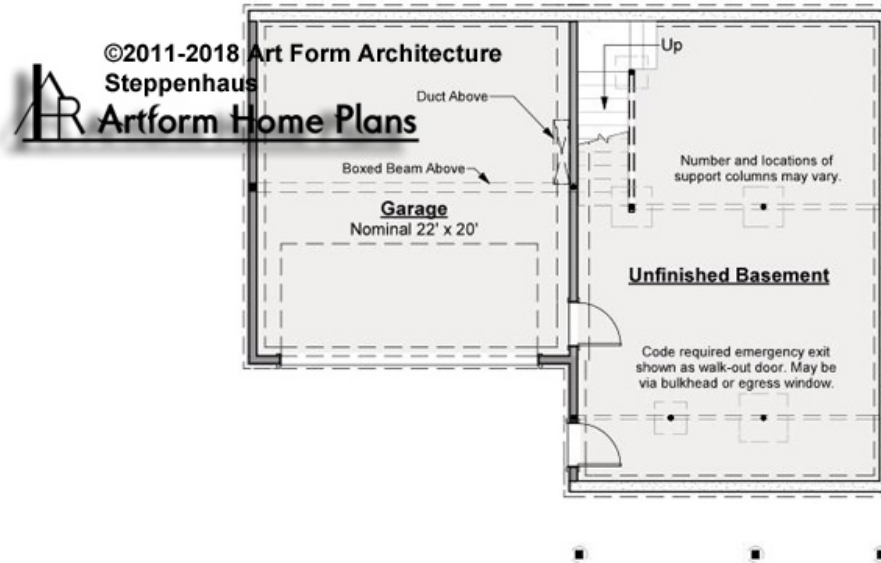 ©2011-2018 Art Form Architecture
Steppenhaus
Artform Home Plans
Up
Duct Above
Boxed Beam Above
Number and locations of
support columns may vary.
Garage
Nominal 22' x 20'
Unfinished Basement
Code required emergency exit
shown as walk-out door. May be
via bulkhead or egress window.